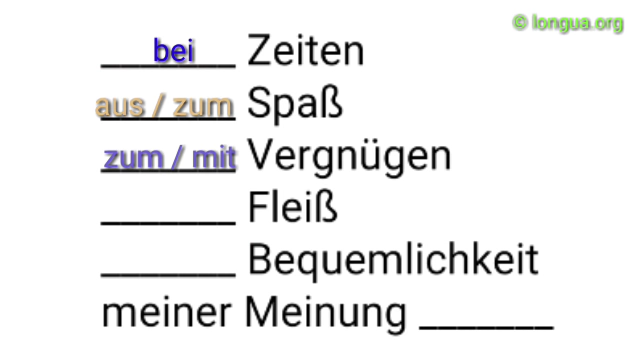 © longua.org
bei Zeiten
aus / zum Spaß
zum / mit Vergnügen
_______ Fleiß
_______ Bequemlichkeit
meiner Meinung _______